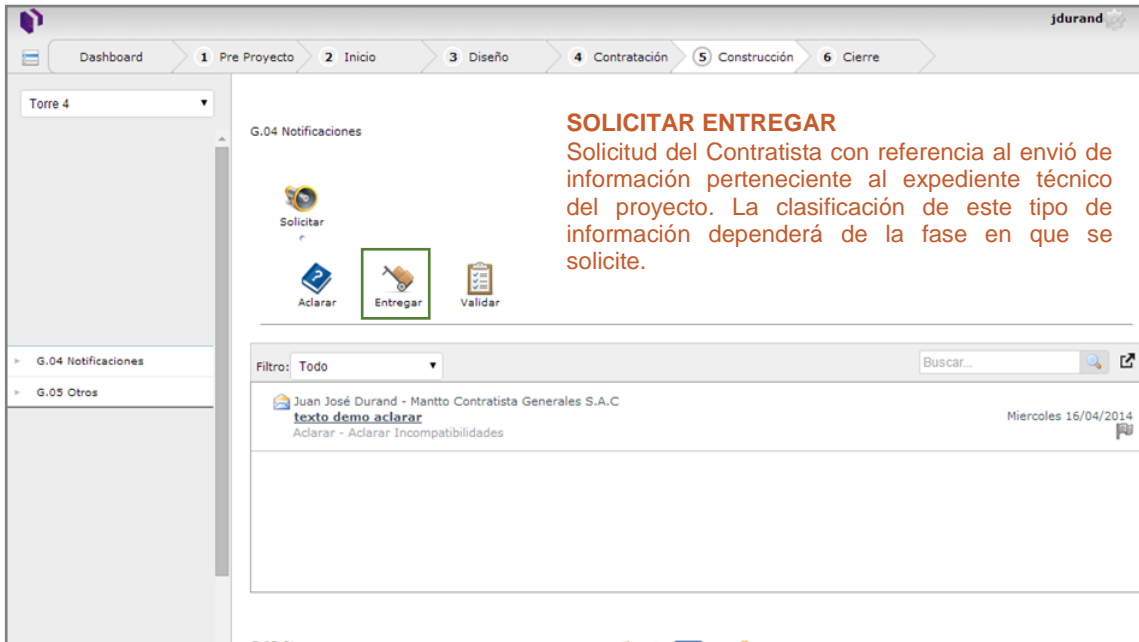 jdurand
Dashboard 1 Pre Proyecto 2 Inicio 3 Diseño 4 Contratación 5 Construcción 6 Cierre
Torre 4
G.04 Notificaciones
SOLICITAR ENTREGAR
Solicitud del Contratista con referencia al envió de
información perteneciente al expediente técnico
del proyecto. La clasificación de este tipo de
información dependerá de la fase en que se
solicite.
Solicitar
Aclarar Entregar Validar
G.04 Notificaciones
G.05 Otros
Filtro: Todo Buscar...
Juan José Durand - Mantto Contratista Generales S.A.C
texto demo aclarar
Aclarar - Aclarar Incompatibilidades
Miercoles 16/04/2014